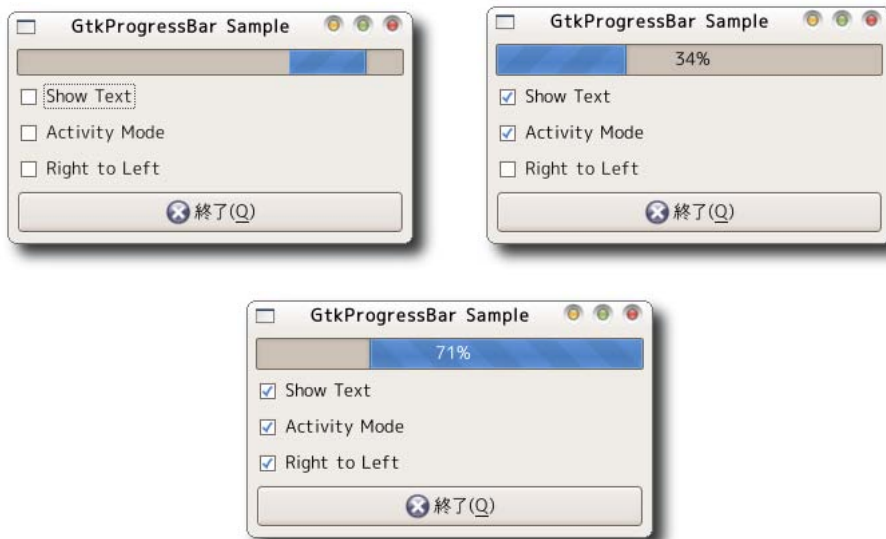 GtkProgressBar Sample
Show Text
Activity Mode
Right to Left
終了(Q)
GtkProgressBar Sample
34%
Show Text
Activity Mode
Right to Left
終了(Q)
GtkProgressBar Sample
71%
Show Text
Activity Mode
Right to Left
終了(Q)